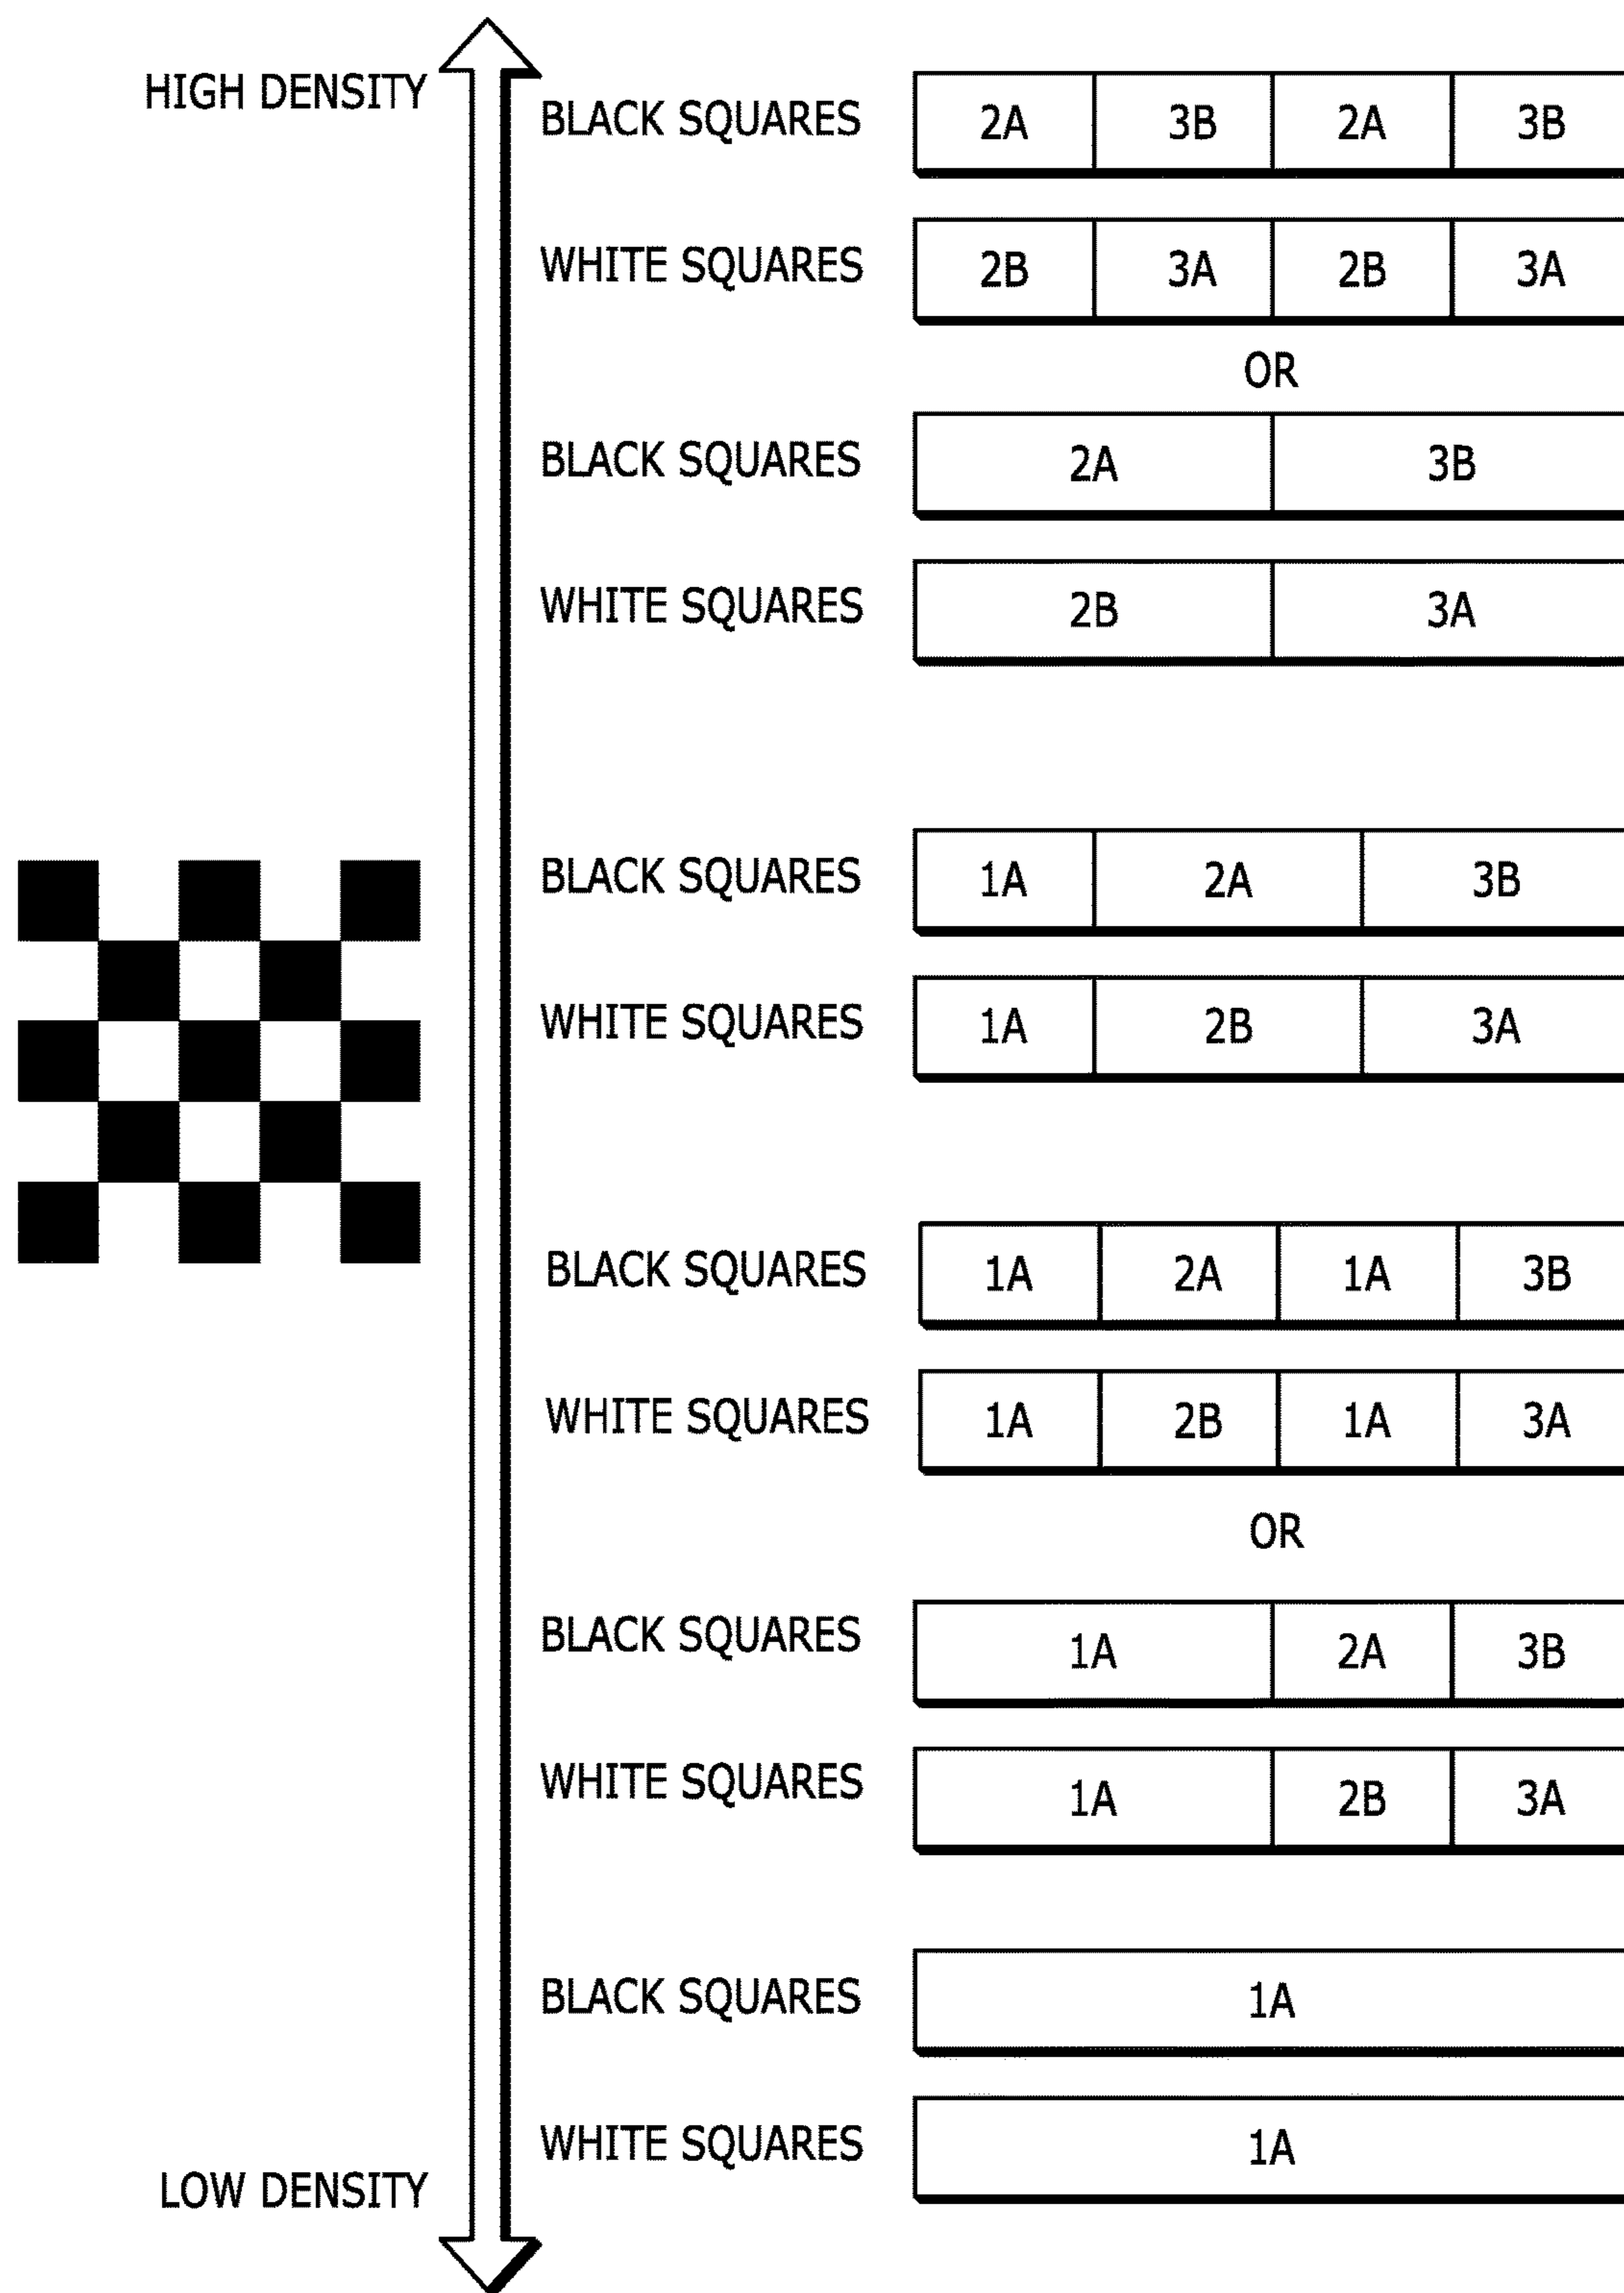 HIGH DENSITY
BLACK SQUARES 2A 3B 2A 3B
WHITE SQUARES 2B 3A 2B 3A
OR
BLACK SQUARES 2A 3B
WHITE SQUARES 2B 3A
BLACK SQUARES 1A 2A 3B
WHITE SQUARES 1A 2B 3A
BLACK SQUARES 1A 2A 1A 3B
WHITE SQUARES 1A 2B 1A 3A
OR
BLACK SQUARES 1A 2A 3B
WHITE SQUARES 1A 2B 3A
BLACK SQUARES 1A
WHITE SQUARES 1A
LOW DENSITY